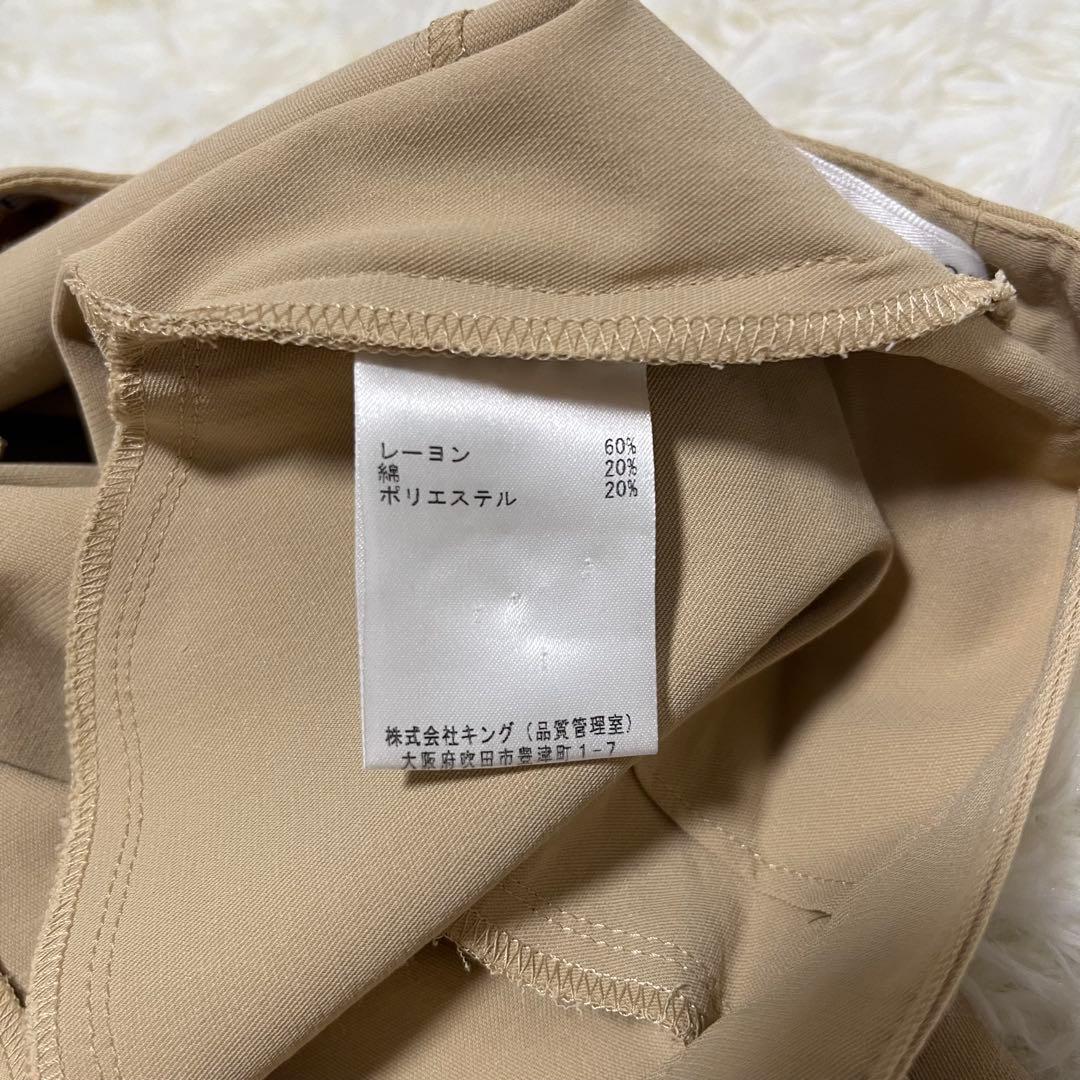 レーヨン 60%
綿 20%
ポリエステル 20%
株式会社キング(品質管理室)
大阪府吹田市豊津町1-7